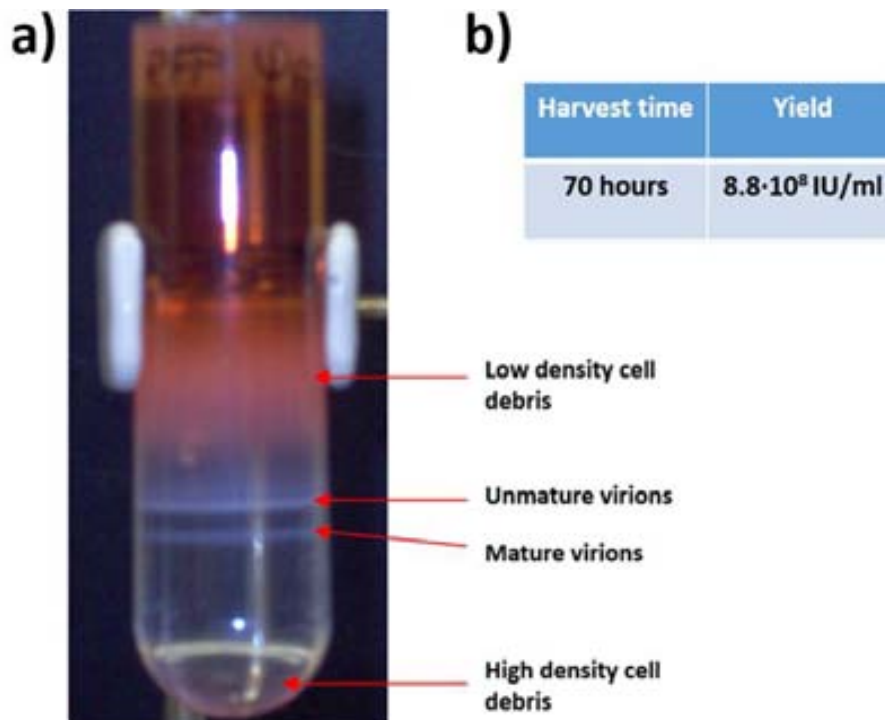 a)
b)
Harvest time Yield
70 hours 8.8·10⁸ IU/ml
Low density cell
debris
Unmature virions
Mature virions
High density cell
debris